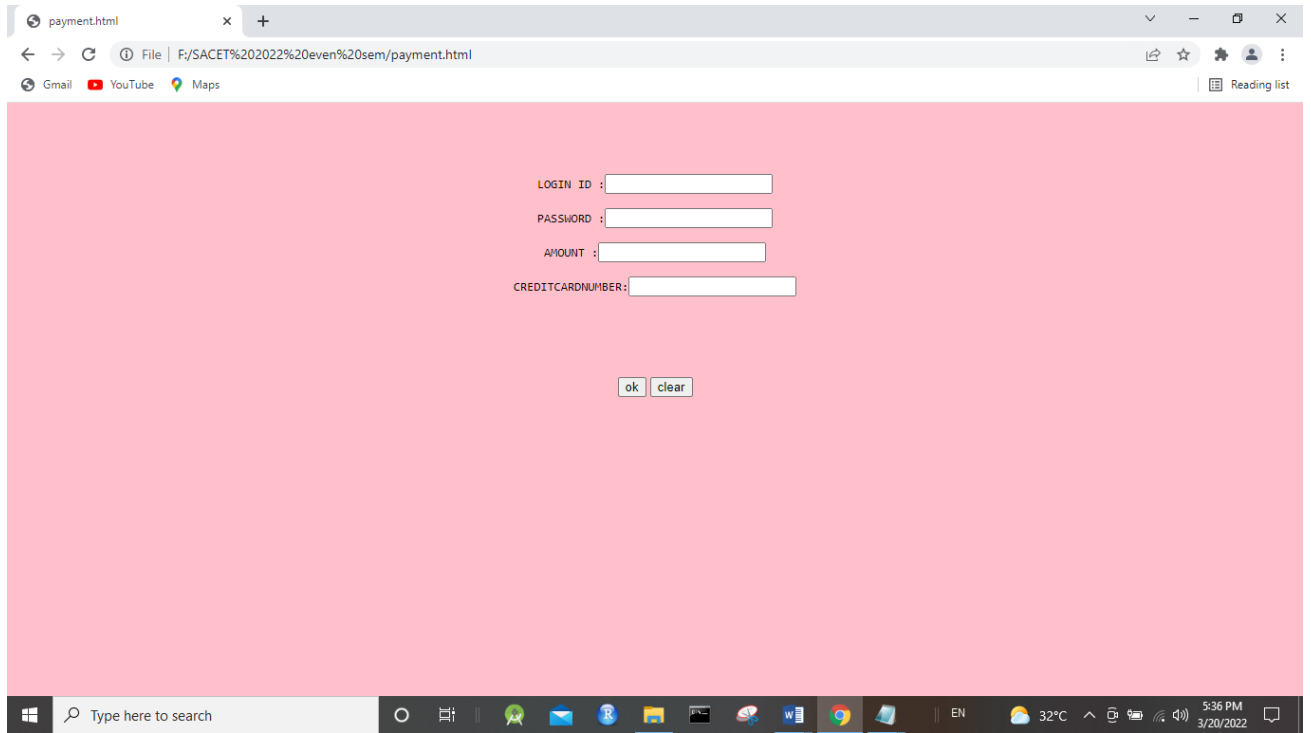 payment.html
File | F:/SACET%202022%20even%20sem/payment.html
Gmail YouTube Maps Reading list
LOGIN ID :
PASSWORD :
AMOUNT :
CREDITCARDNUMBER:
ok clear
Type here to search R W EN 32°C 5:36 PM
3/20/2022